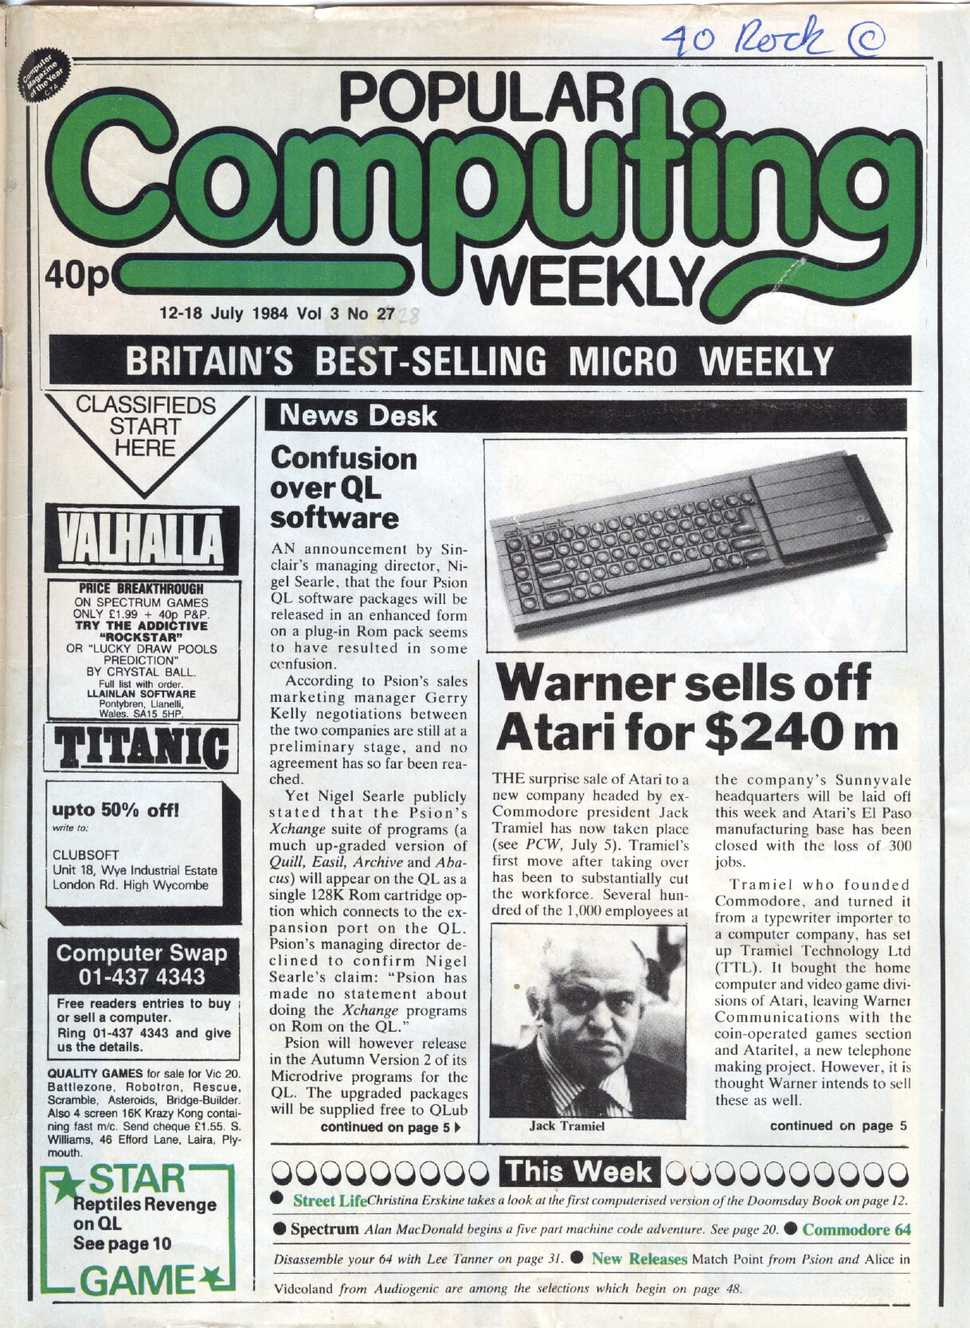 40 Rock ©
Computer
Magazine
of the Year
C.T.A.
POPULAR
Computing
WEEKLY
40p
12-18 July 1984 Vol 3 No 27 28
BRITAIN'S BEST-SELLING MICRO WEEKLY
CLASSIFIEDS
START
HERE
VALHALLA
PRICE BREAKTHROUGH
ON SPECTRUM GAMES
ONLY £1.99 + 40p P&P.
TRY THE ADDICTIVE
"ROCKSTAR"
OR "LUCKY DRAW POOLS
PREDICTION"
BY CRYSTAL BALL.
Full list with order.
LLAINLAN SOFTWARE
Pontybren, Llanelli,
Wales. SA15 5HP.
TITANIC
upto 50% off!
write to:
CLUBSOFT
Unit 18, Wye Industrial Estate
London Rd. High Wycombe
Computer Swap
01-437 4343
Free readers entries to buy
or sell a computer.
Ring 01-437 4343 and give
us the details.
QUALITY GAMES for sale for Vic 20.
Battlezone, Robotron, Rescue,
Scramble, Asteroids, Bridge-Builder.
Also 4 screen 16K Krazy Kong contai-
ning fast m/c. Send cheque £1.55. S.
Williams, 46 Efford Lane, Laira, Ply-
mouth.
STAR
Reptiles Revenge
on QL
See page 10
GAME
News Desk
Confusion
over QL
software
AN announcement by Sin-
clair's managing director, Ni-
gel Searle, that the four Psion
QL software packages will be
released in an enhanced form
on a plug-in Rom pack seems
to have resulted in some
confusion.
According to Psion's sales
marketing manager Gerry
Kelly negotiations between
the two companies are still at a
preliminary stage, and no
agreement has so far been rea-
ched.
Yet Nigel Searle publicly
stated that the Psion's
Xchange suite of programs (a
much up-graded version of
Quill, Easil, Archive and Aba-
cus) will appear on the QL as a
single 128K Rom cartridge op-
tion which connects to the ex-
pansion port on the QL.
Psion's managing director de-
clined to confirm Nigel
Searle's claim: "Psion has
made no statement about
doing the Xchange programs
on Rom on the QL."
Psion will however release
in the Autumn Version 2 of its
Microdrive programs for the
QL. The upgraded packages
will be supplied free to QLub
continued on page 5
Warner sells off
Atari for $240 m
THE surprise sale of Atari to a
new company headed by ex-
Commodore president Jack
Tramiel has now taken place
(see PCW, July 5). Tramiel's
first move after taking over
has been to substantially cut
the workforce. Several hun-
dred of the 1,000 employees at
Jack Tramiel
the company's Sunnyvale
headquarters will be laid off
this week and Atari's El Paso
manufacturing base has been
closed with the loss of 300
jobs.
Tramiel who founded
Commodore, and turned it
from a typewriter importer to
a computer company, has set
up Tramiel Technology Ltd
(TTL). It bought the home
computer and video game divi-
sions of Atari, leaving Warner
Communications with the
coin-operated games section
and Ataritel, a new telephone
making project. However, it is
thought Warner intends to sell
these as well.
continued on page 5
This Week
● Street Life Christina Erskine takes a look at the first computerised version of the Doomsday Book on page 12.
● Spectrum Alan MacDonald begins a five part machine code adventure. See page 20. ● Commodore 64
Disassemble your 64 with Lee Tanner on page 31. ● New Releases Match Point from Psion and Alice in
Videoland from Audiogenic are among the selections which begin on page 48.